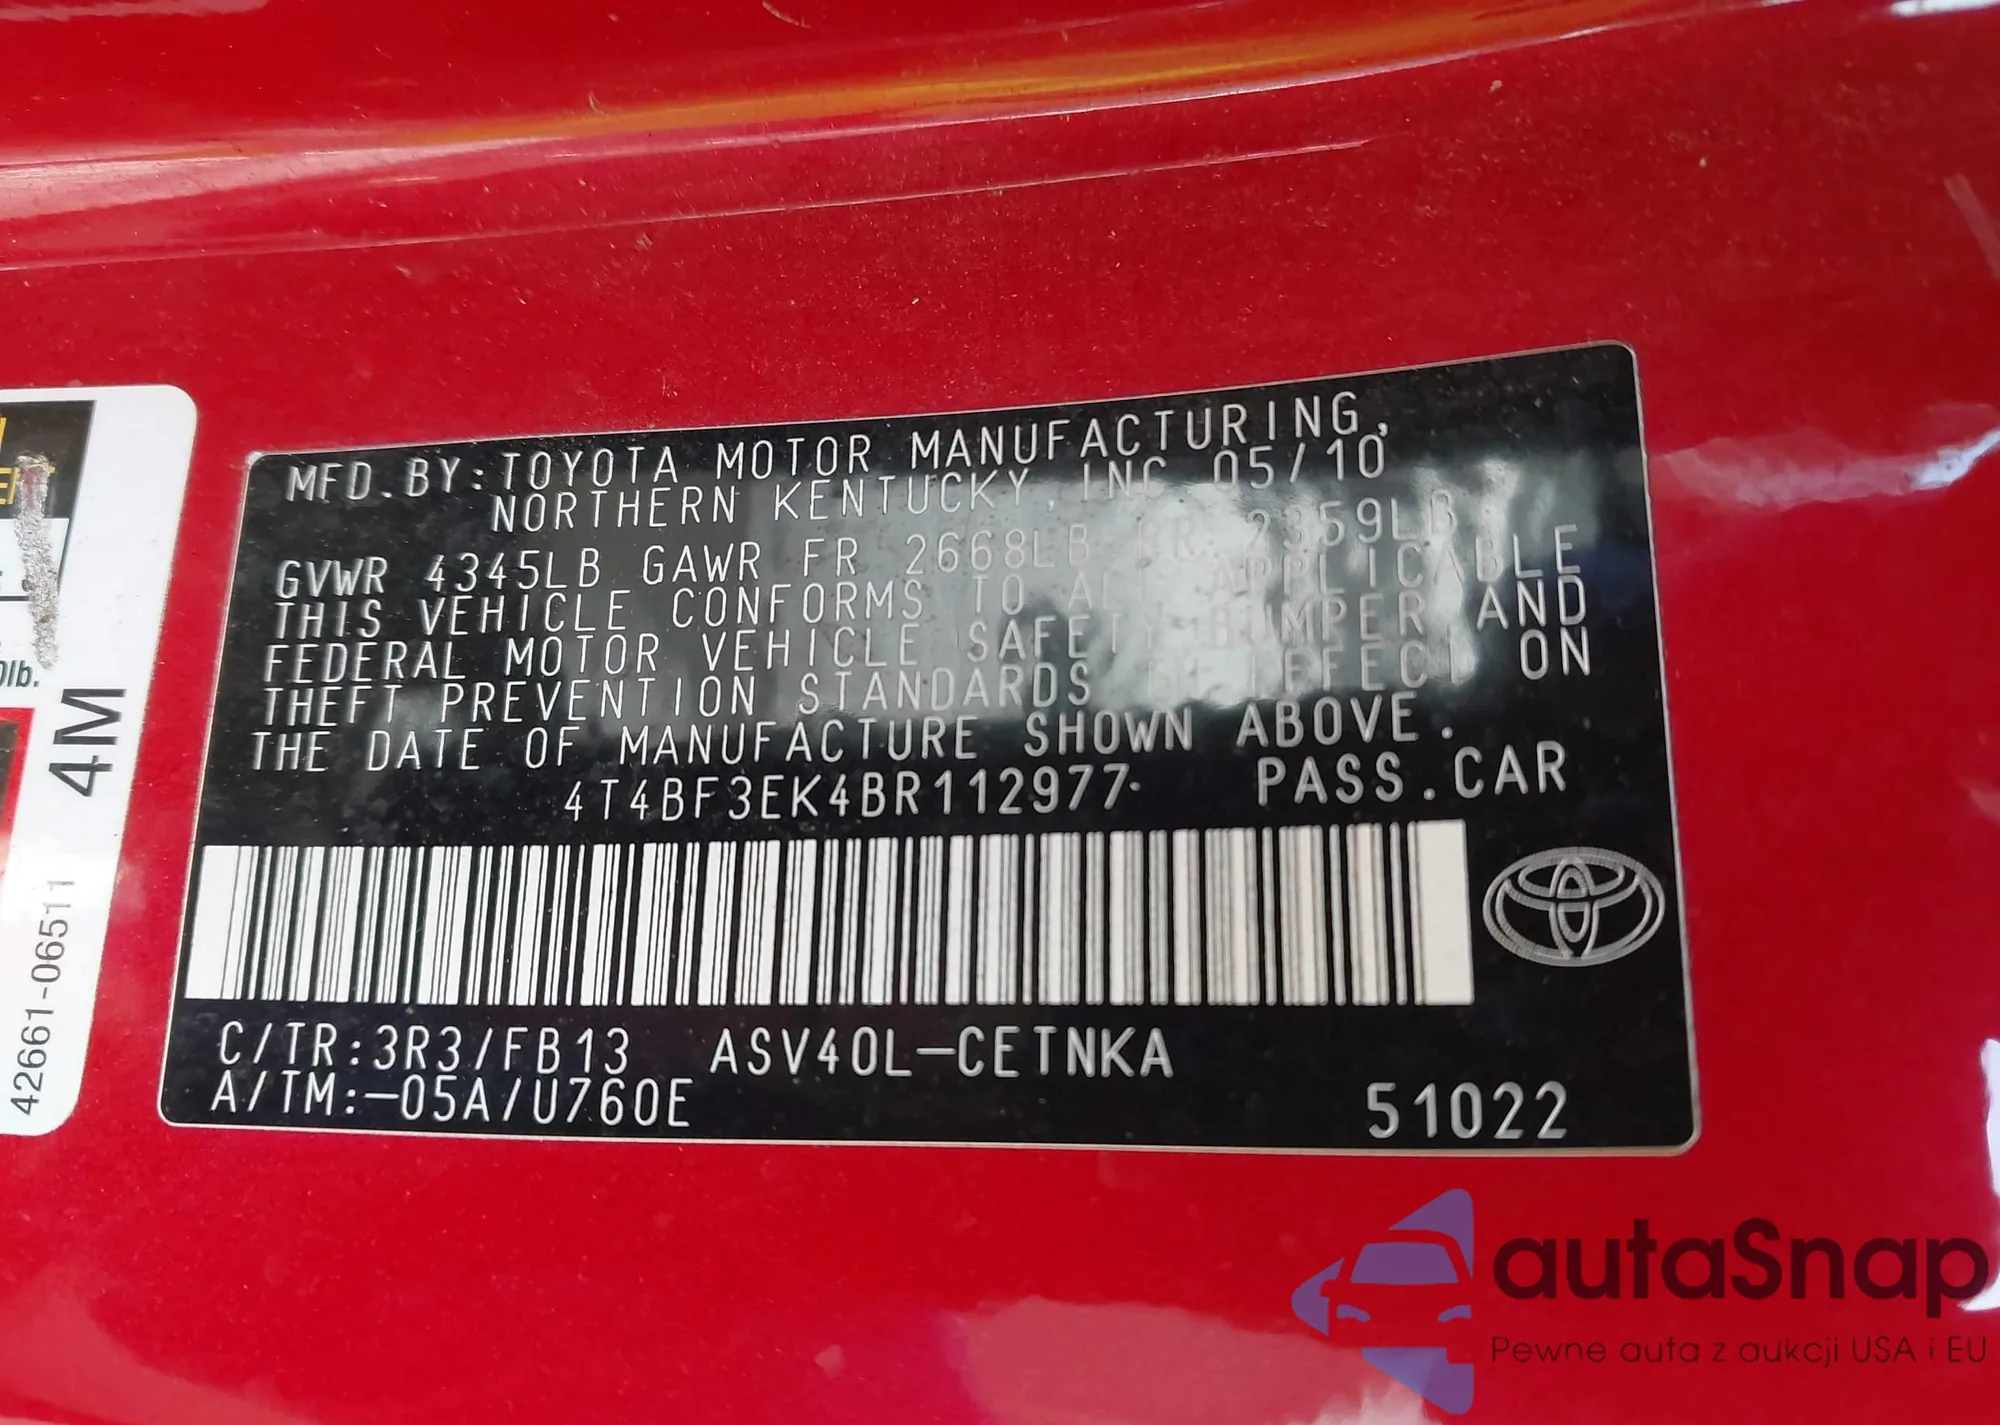 MFD.BY:TOYOTA MOTOR MANUFACTURING,
NORTHERN KENTUCKY, INC 05/10
GVWR 4345LB GAWR FR 2668LB RR 2359LB
THIS VEHICLE CONFORMS TO ALL APPLICABLE
FEDERAL MOTOR VEHICLE SAFETY BUMPER AND
THEFT PREVENTION STANDARDS IN EFFECT ON
THE DATE OF MANUFACTURE SHOWN ABOVE.
4T4BF3EK4BR112977 PASS.CAR
C/TR:3R3/FB13 ASV40L-CETNKA
A/TM:-05A/U760E
51022
0lb.
4M
42661-06511
autaSnap
Pewne auta z aukcji USA i EU